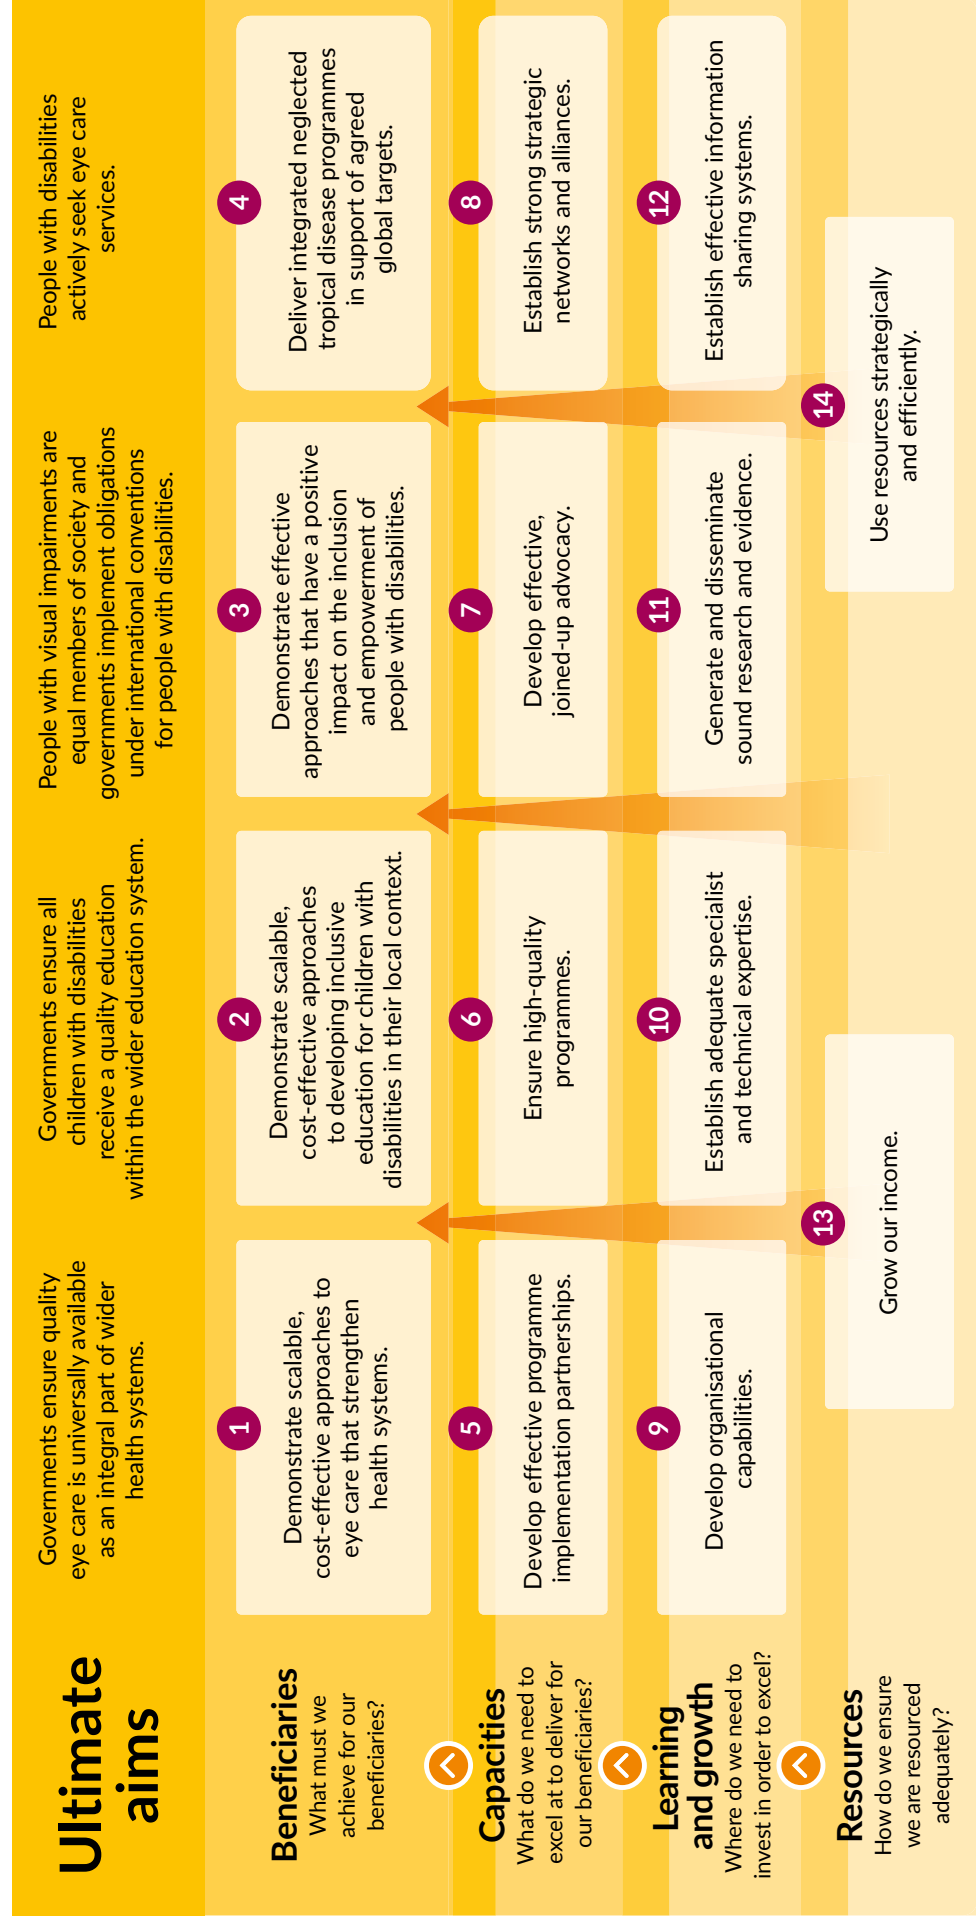 Ultimate
aims
Governments ensure quality
eye care is universally available
as an integral part of wider
health systems.
Governments ensure all
children with disabilities
receive a quality education
within the wider education system.
People with visual impairments are
equal members of society and
governments implement obligations
under international conventions
for people with disabilities.
People with disabilities
actively seek eye care
services.
Beneficiaries
What must we
achieve for our
beneficiaries?
1
Demonstrate scalable,
cost-effective approaches to
eye care that strengthen
health systems.
2
Demonstrate scalable,
cost-effective approaches
to developing inclusive
education for children with
disabilities in their local context.
3
Demonstrate effective
approaches that have a positive
impact on the inclusion
and empowerment of
people with disabilities.
4
Deliver integrated neglected
tropical disease programmes
in support of agreed
global targets.
Capacities
What do we need to
excel at to deliver for
our beneficiaries?
5
Develop effective programme
implementation partnerships.
6
Ensure high-quality
programmes.
7
Develop effective,
joined-up advocacy.
8
Establish strong strategic
networks and alliances.
Learning
and growth
Where do we need to
invest in order to excel?
9
Develop organisational
capabilities.
10
Establish adequate specialist
and technical expertise.
11
Generate and disseminate
sound research and evidence.
12
Establish effective information
sharing systems.
Resources
How do we ensure
we are resourced
adequately?
13
Grow our income.
14
Use resources strategically
and efficiently.